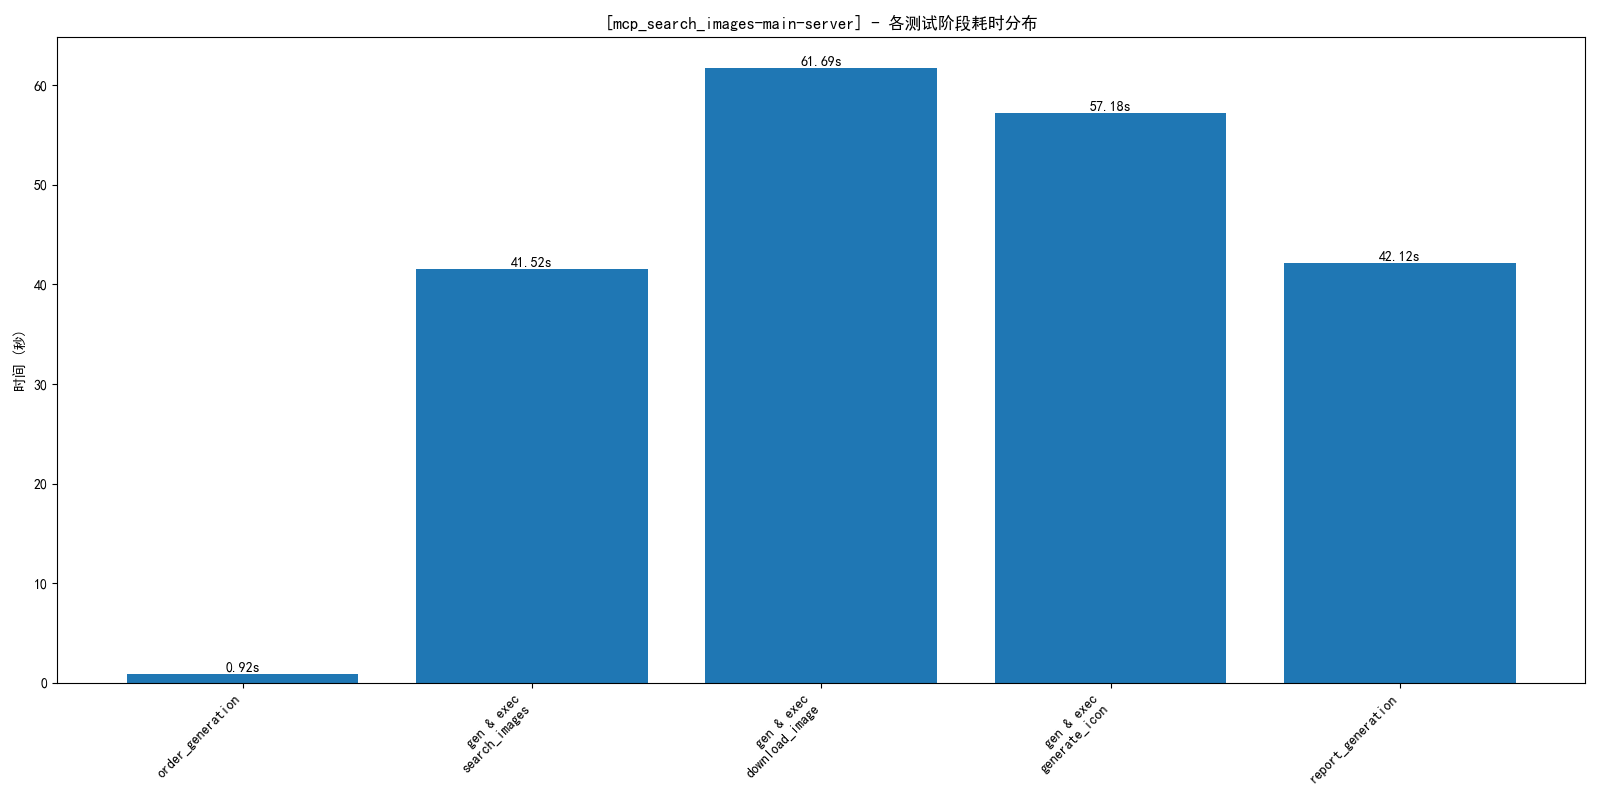 [mcp_search_images-main-server] - 各测试阶段耗时分布
时间 (秒)
60
50
40
30
20
10
0
0.92s
41.52s
61.69s
57.18s
42.12s
order_generation
gen & exec
search_images
gen & exec
download_image
gen & exec
generate_icon
report_generation